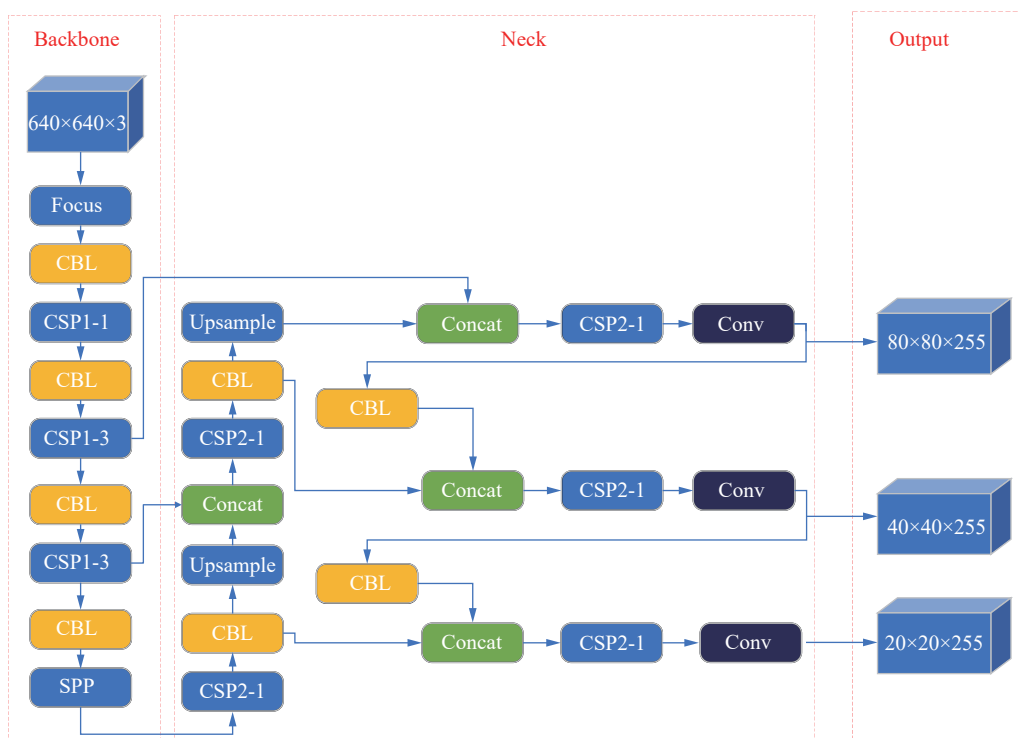 Backbone
Neck
Output
640×640×3
Focus
CBL
CSP1-1
CBL
CSP1-3
CBL
CSP1-3
CBL
SPP
Upsample
CBL
CSP2-1
Concat
Upsample
CBL
CSP2-1
Concat
CSP2-1
Conv
CBL
Concat
CSP2-1
Conv
CBL
Concat
CSP2-1
Conv
80×80×255
40×40×255
20×20×255